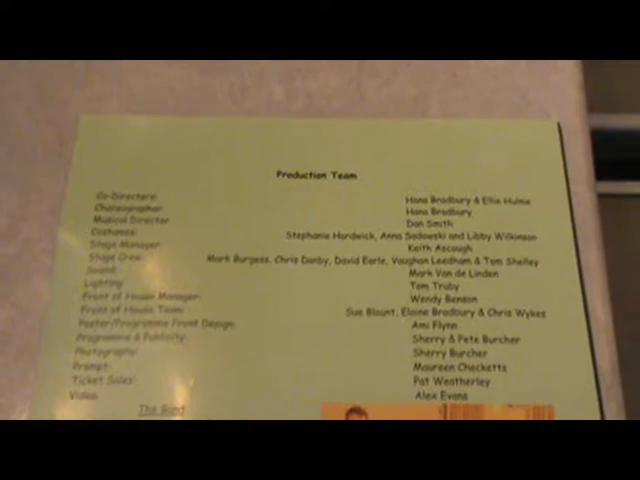 Production Team
Co-Directors: Hana Bradbury & Ellie Hulme
Choreographer: Hana Bradbury
Musical Director Dan Smith
Costumes: Stephanie Hardwick, Anna Sadowski and Libby Wilkinson
Stage Manager: Keith Ascough
Stage Crew: Mark Burgess, Chris Danby, David Earle, Vaughan Leedham & Tom Shelley
Sound: Mark Van de Linden
Lighting: Tom Truby
Front of House Manager: Wendy Benson
Front of House Team: Sue Blount, Elaine Bradbury & Chris Wykes
Poster/Programme Front Design: Ami Flynn
Programme & Publicity: Sherry & Pete Burcher
Photography: Sherry Burcher
Prompt: Maureen Checketts
Ticket Sales: Pat Weatherley
Video: Alex Evans
The Band